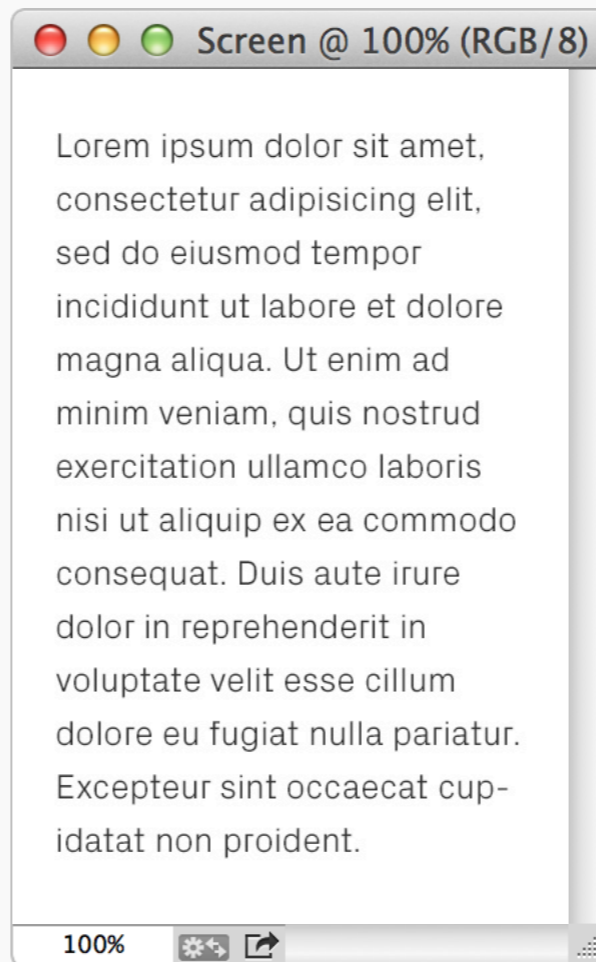 Screen @ 100% (RGB/8)
Lorem ipsum dolor sit amet,
consectetur adipisicing elit,
sed do eiusmod tempor
incididunt ut labore et dolore
magna aliqua. Ut enim ad
minim veniam, quis nostrud
exercitation ullamco laboris
nisi ut aliquip ex ea commodo
consequat. Duis aute irure
dolor in reprehenderit in
voluptate velit esse cillum
dolore eu fugiat nulla pariatur.
Excepteur sint occaecat cup-
idatat non proident.
100%